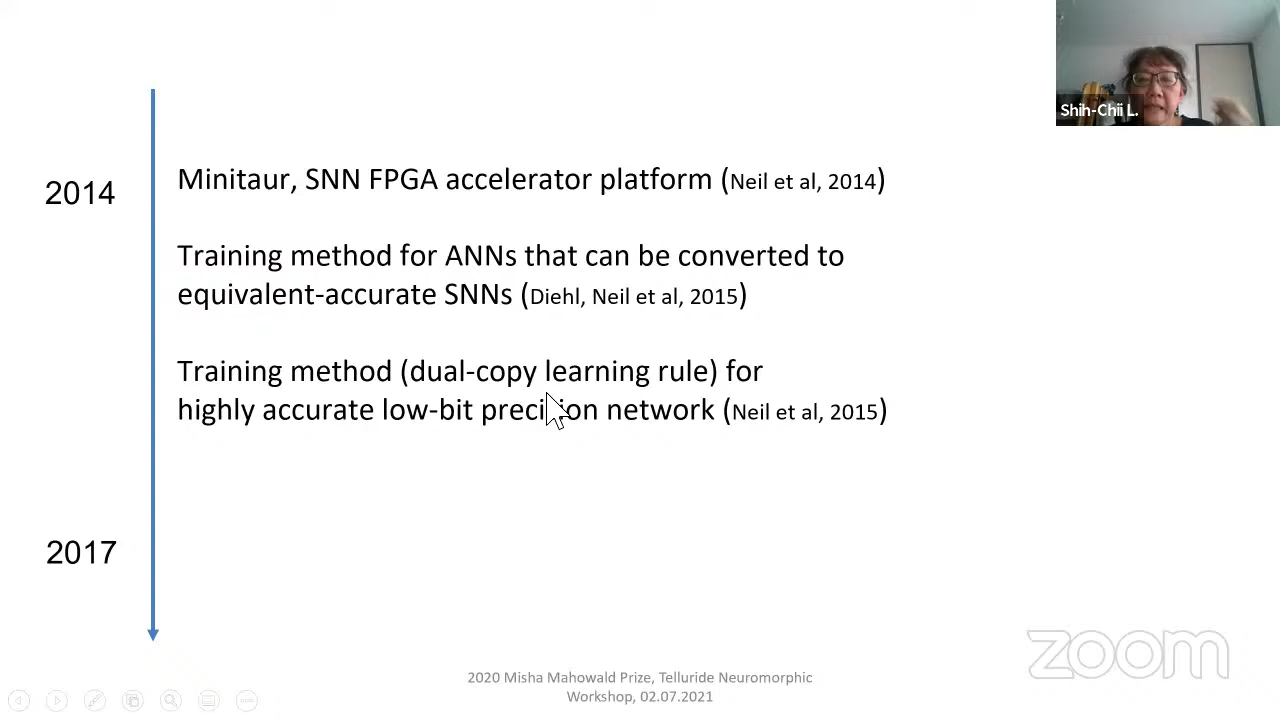 Shih-Chii L.
2014
Minitaur, SNN FPGA accelerator platform (Neil et al, 2014)
Training method for ANNs that can be converted to
equivalent-accurate SNNs (Diehl, Neil et al, 2015)
Training method (dual-copy learning rule) for
highly accurate low-bit precision network (Neil et al, 2015)
2017
zoom
2020 Misha Mahowald Prize, Telluride Neuromorphic
Workshop, 02.07.2021